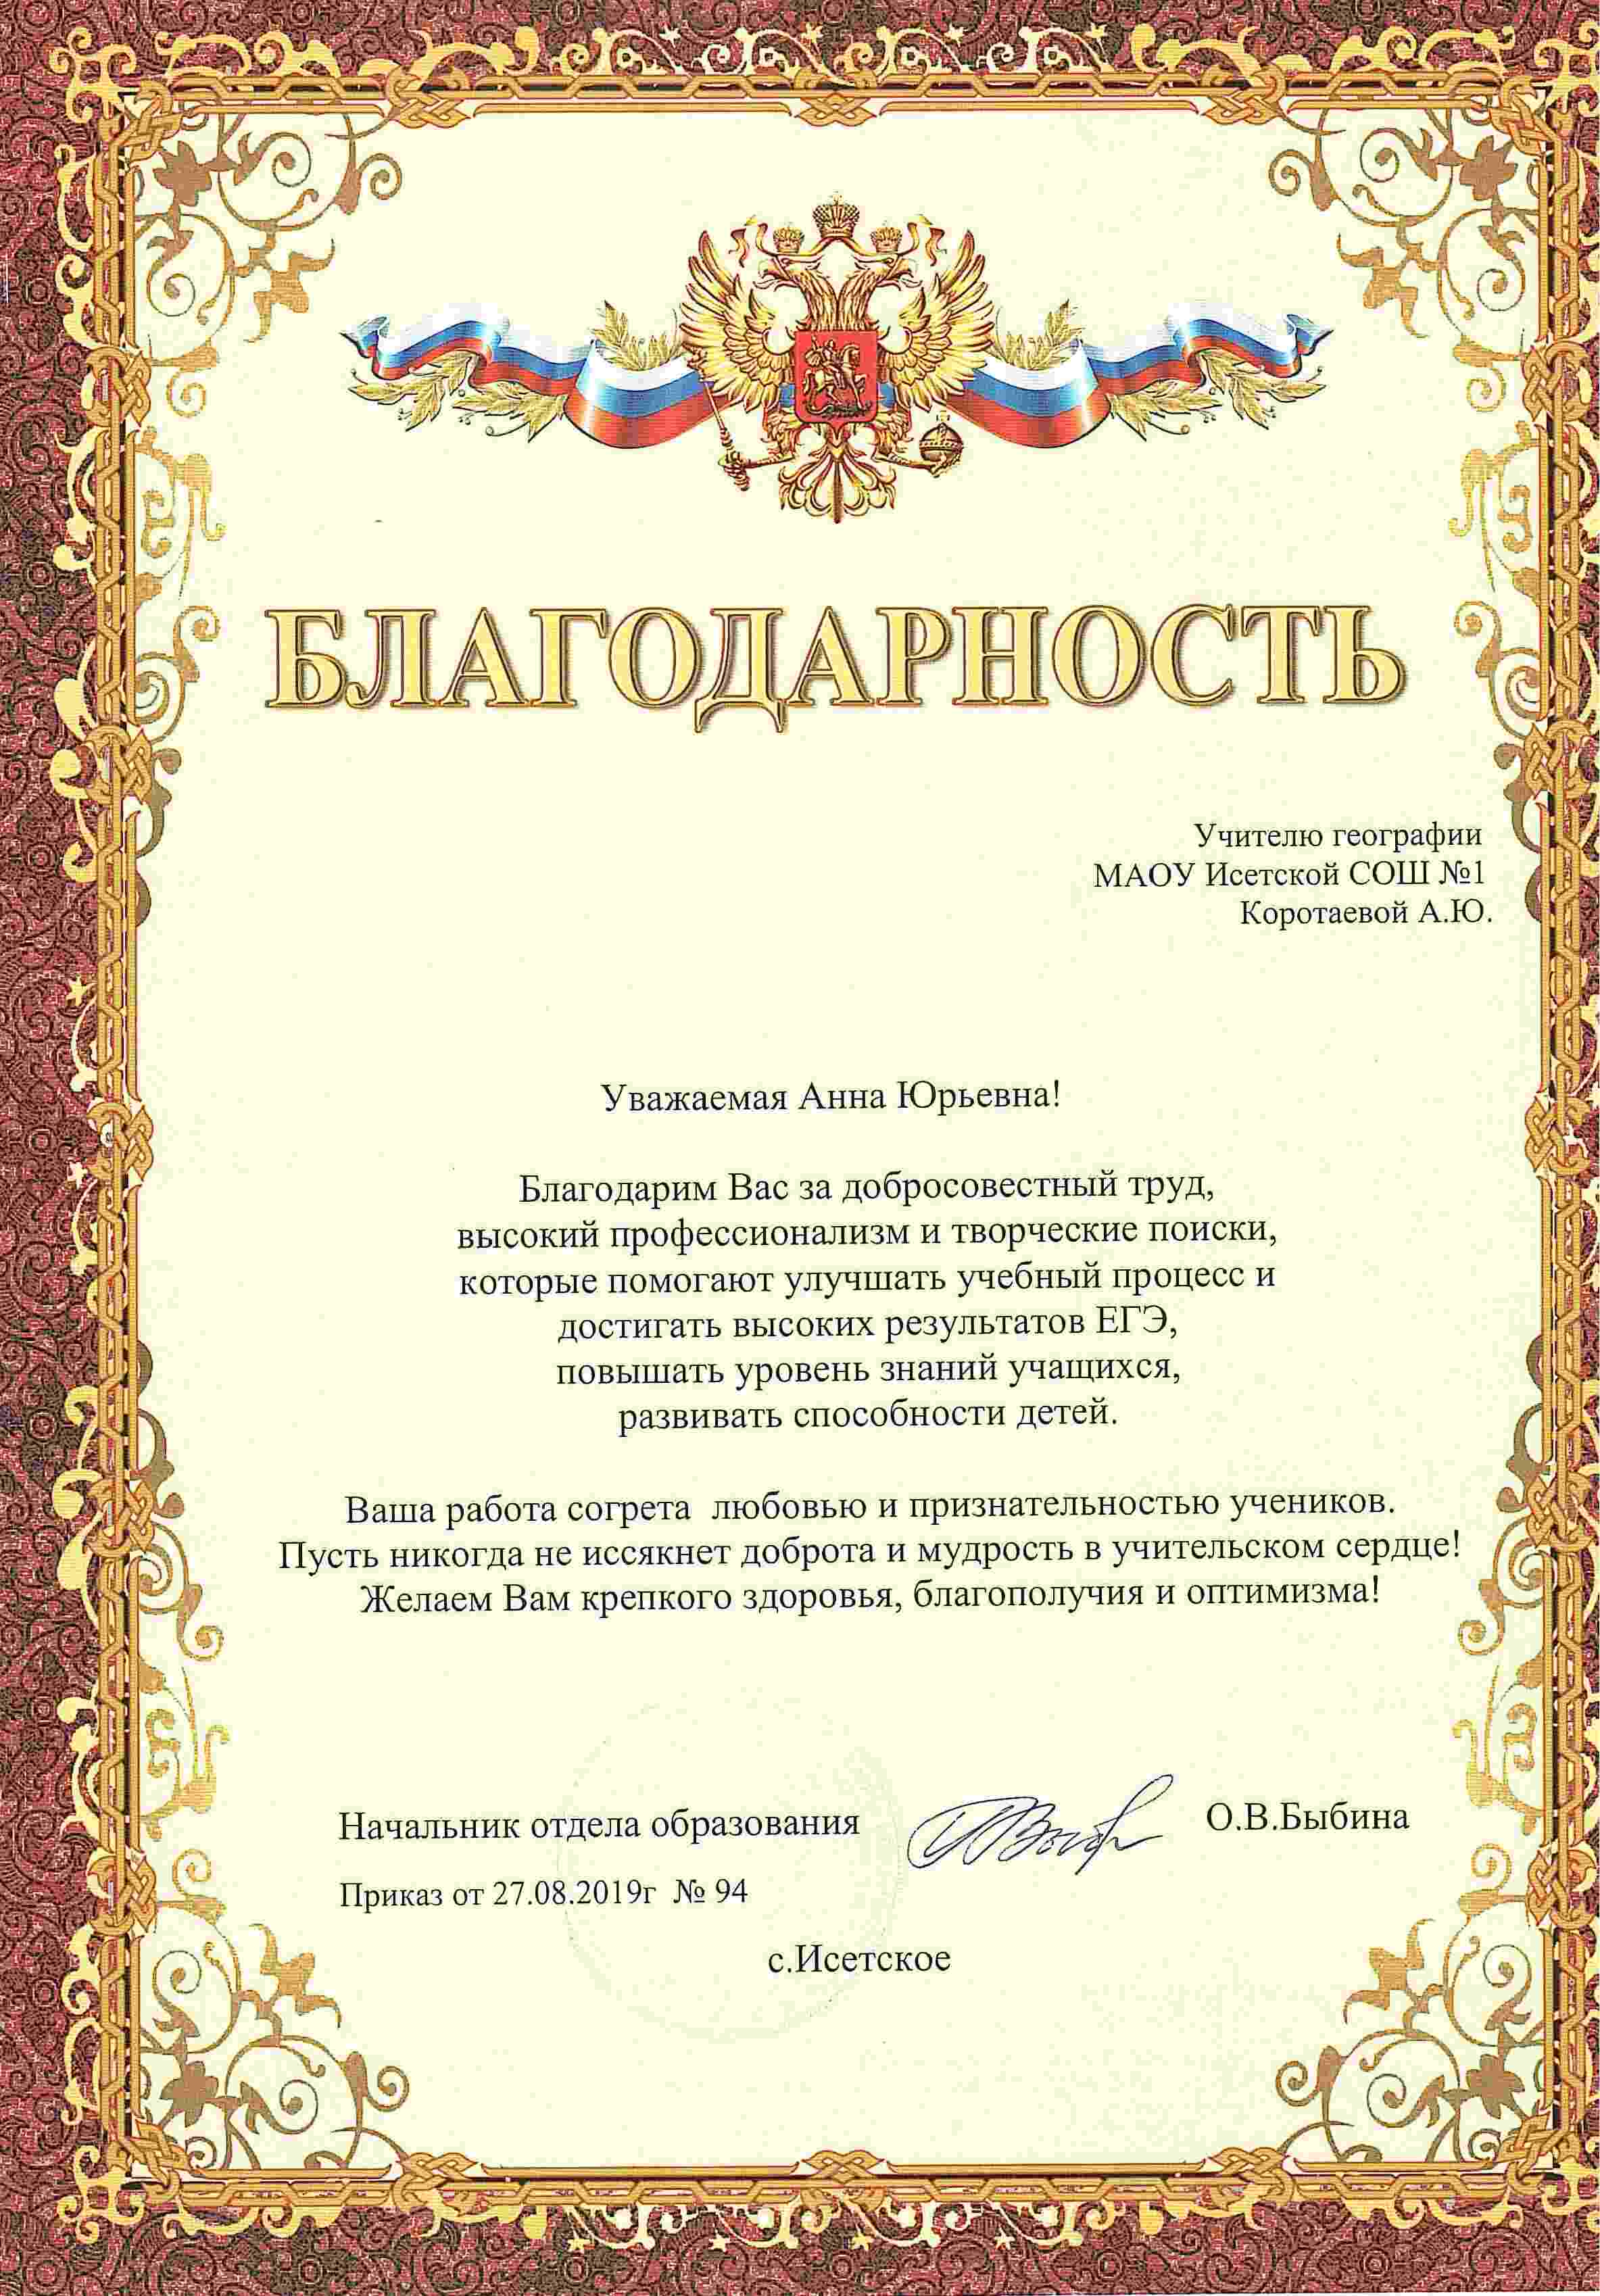 БЛАГОДАРНОСТЬ
Учителю географии
МАОУ Исетской СОШ №1
Коротаевой А.Ю.
Уважаемая Анна Юрьевна!
Благодарим Вас за добросовестный труд,
высокий профессионализм и творческие поиски,
которые помогают улучшать учебный процесс и
достигать высоких результатов ЕГЭ,
повышать уровень знаний учащихся,
развивать способности детей.
Ваша работа согрета любовью и признательностью учеников.
Пусть никогда не иссякнет доброта и мудрость в учительском сердце!
Желаем Вам крепкого здоровья, благополучия и оптимизма!
Начальник отдела образования О.В.Быбина
Приказ от 27.08.2019г № 94
с.Исетское